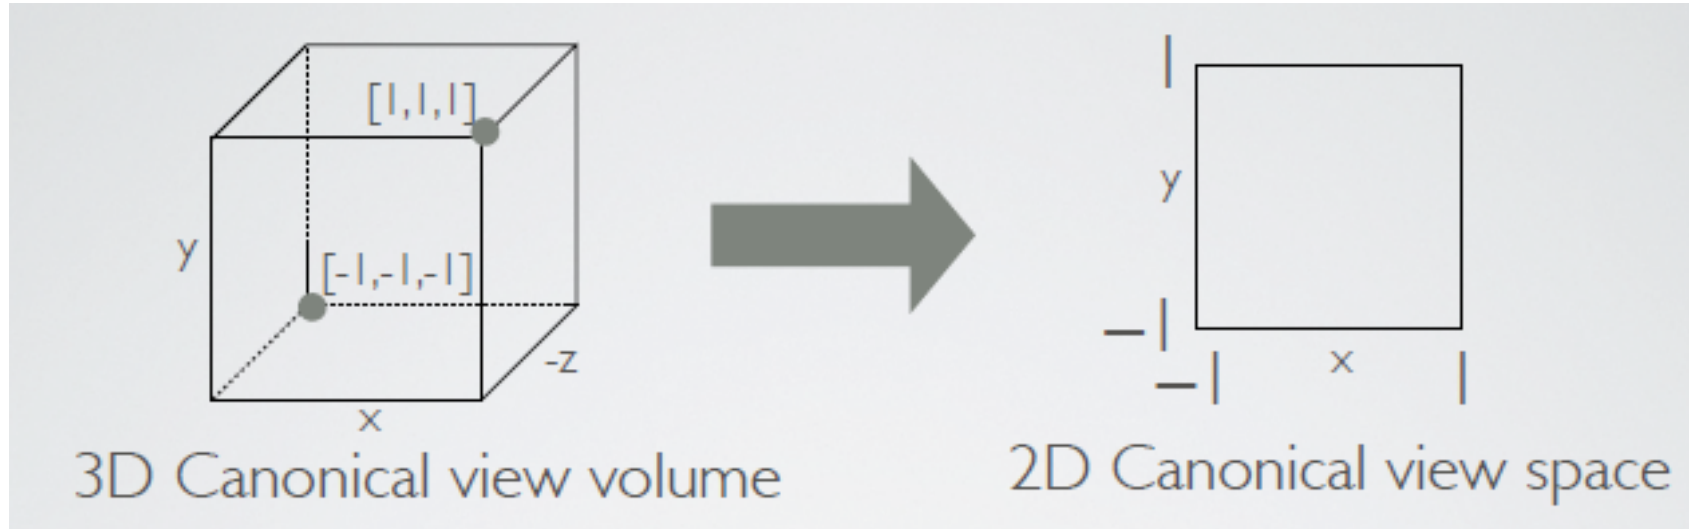 [1,1,1]
y
[-1,-1,-1]
-z
x
3D Canonical view volume
1
y
-1
-1
x
1
2D Canonical view space